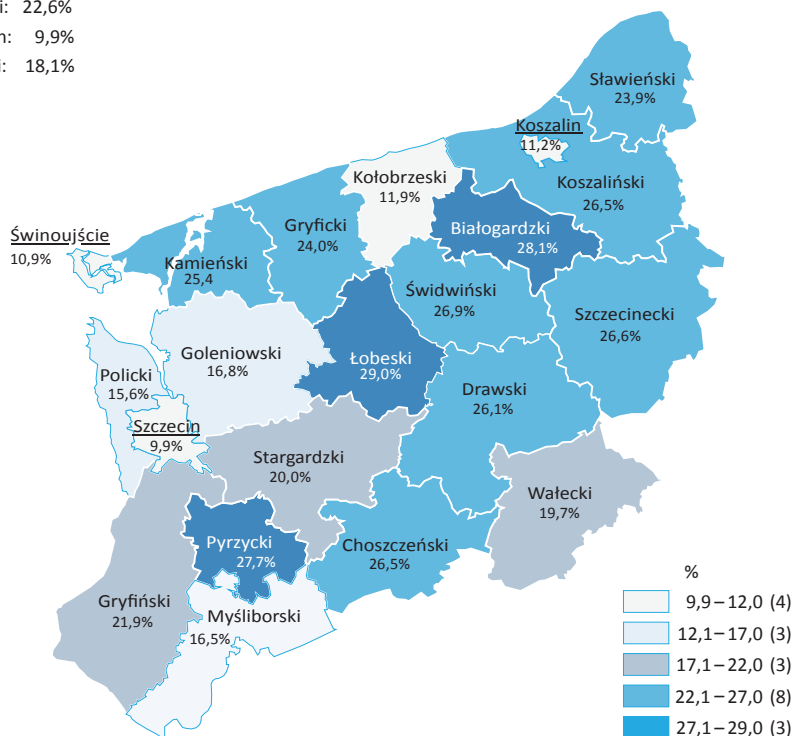 i: 22,6%
n: 9,9%
i: 18,1%
Sławieński
23,9%
Koszalin
11,2%
Kołobrzeski
11,9%
Koszaliński
26,5%
Białogardzki
28,1%
Gryficki
24,0%
Świnoujście
10,9%
Kamieński
25,4
Świdwiński
26,9%
Szczecinecki
26,6%
Goleniowski
16,8%
Łobeski
29,0%
Policki
15,6%
Drawski
26,1%
Szczecin
9,9%
Stargardzki
20,0%
Wałecki
19,7%
Pyrzycki
27,7%
Choszczeński
26,5%
Gryfiński
21,9%
Myśliborski
16,5%
%
9,9–12,0 (4)
12,1–17,0 (3)
17,1–22,0 (3)
22,1–27,0 (8)
27,1–29,0 (3)